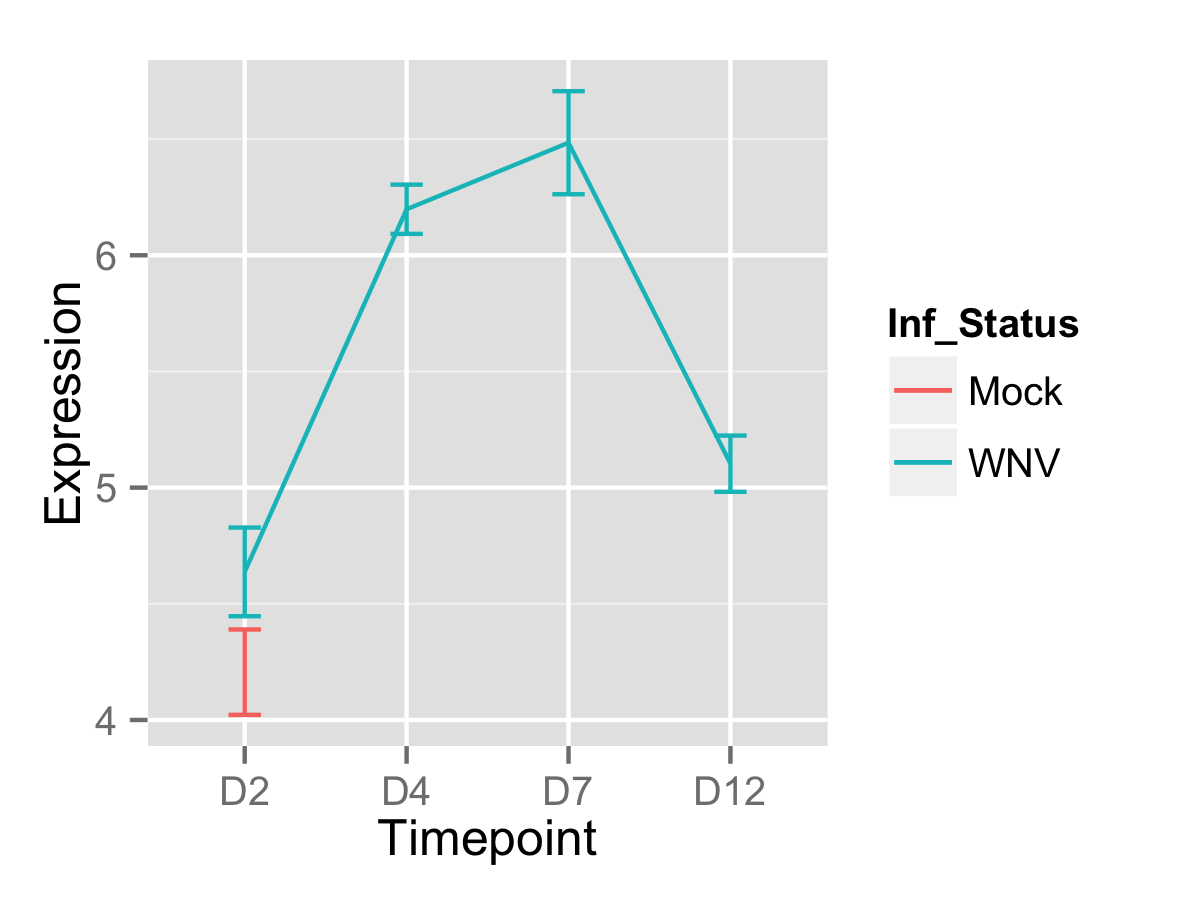 Expression
6
5
4
D2 D4 D7 D12
Timepoint
Inf_Status
Mock
WNV